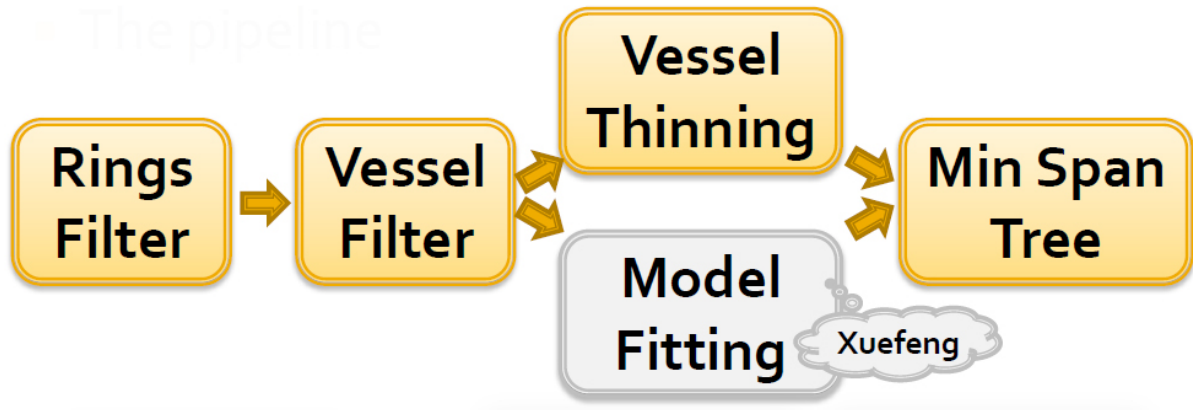 • The pipeline
Rings
Filter
Vessel
Filter
Vessel
Thinning
Model
Fitting
Xuefeng
Min Span
Tree